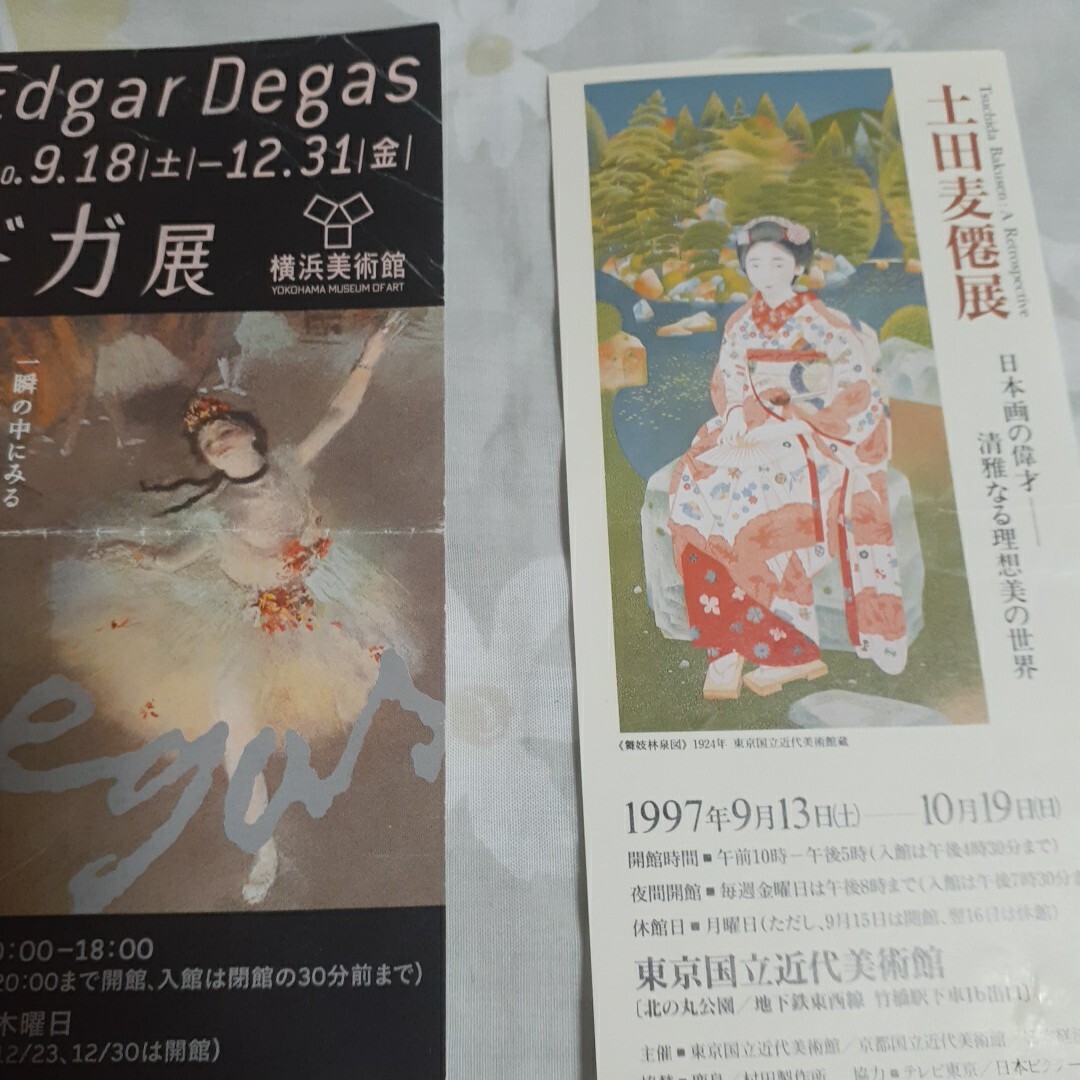 Edgar Degas
0. 9.18|土|−12.31|金|
ドガ展
横浜美術館
YOKOHAMA MUSEUM OF ART
一瞬の中にみる
egas
0:00−18:00
20:00まで開館、入館は閉館の30分前まで）
木曜日
12/23、12/30は開館）
土田麦僊展
Tsuchida Bakusen : A Retrospective
日本画の偉才――
清雅なる理想美の世界
《舞妓林泉図》 1924年 東京国立近代美術館蔵
1997年9月13日(土)――10月19日(日)
開館時間■午前10時−午後5時（入館は午後4時30分まで）
夜間開館■毎週金曜日は午後8時まで（入館は午後7時30分ま
休館日■月曜日（ただし、9月15日は開館、翌16日は休館）
東京国立近代美術館
〔北の丸公園／地下鉄東西線 竹橋駅下車1b出口〕
主催■東京国立近代美術館／京都国立近代美術館／
協賛■鹿島／村田製作所 協力■テレビ東京／日本ビクター